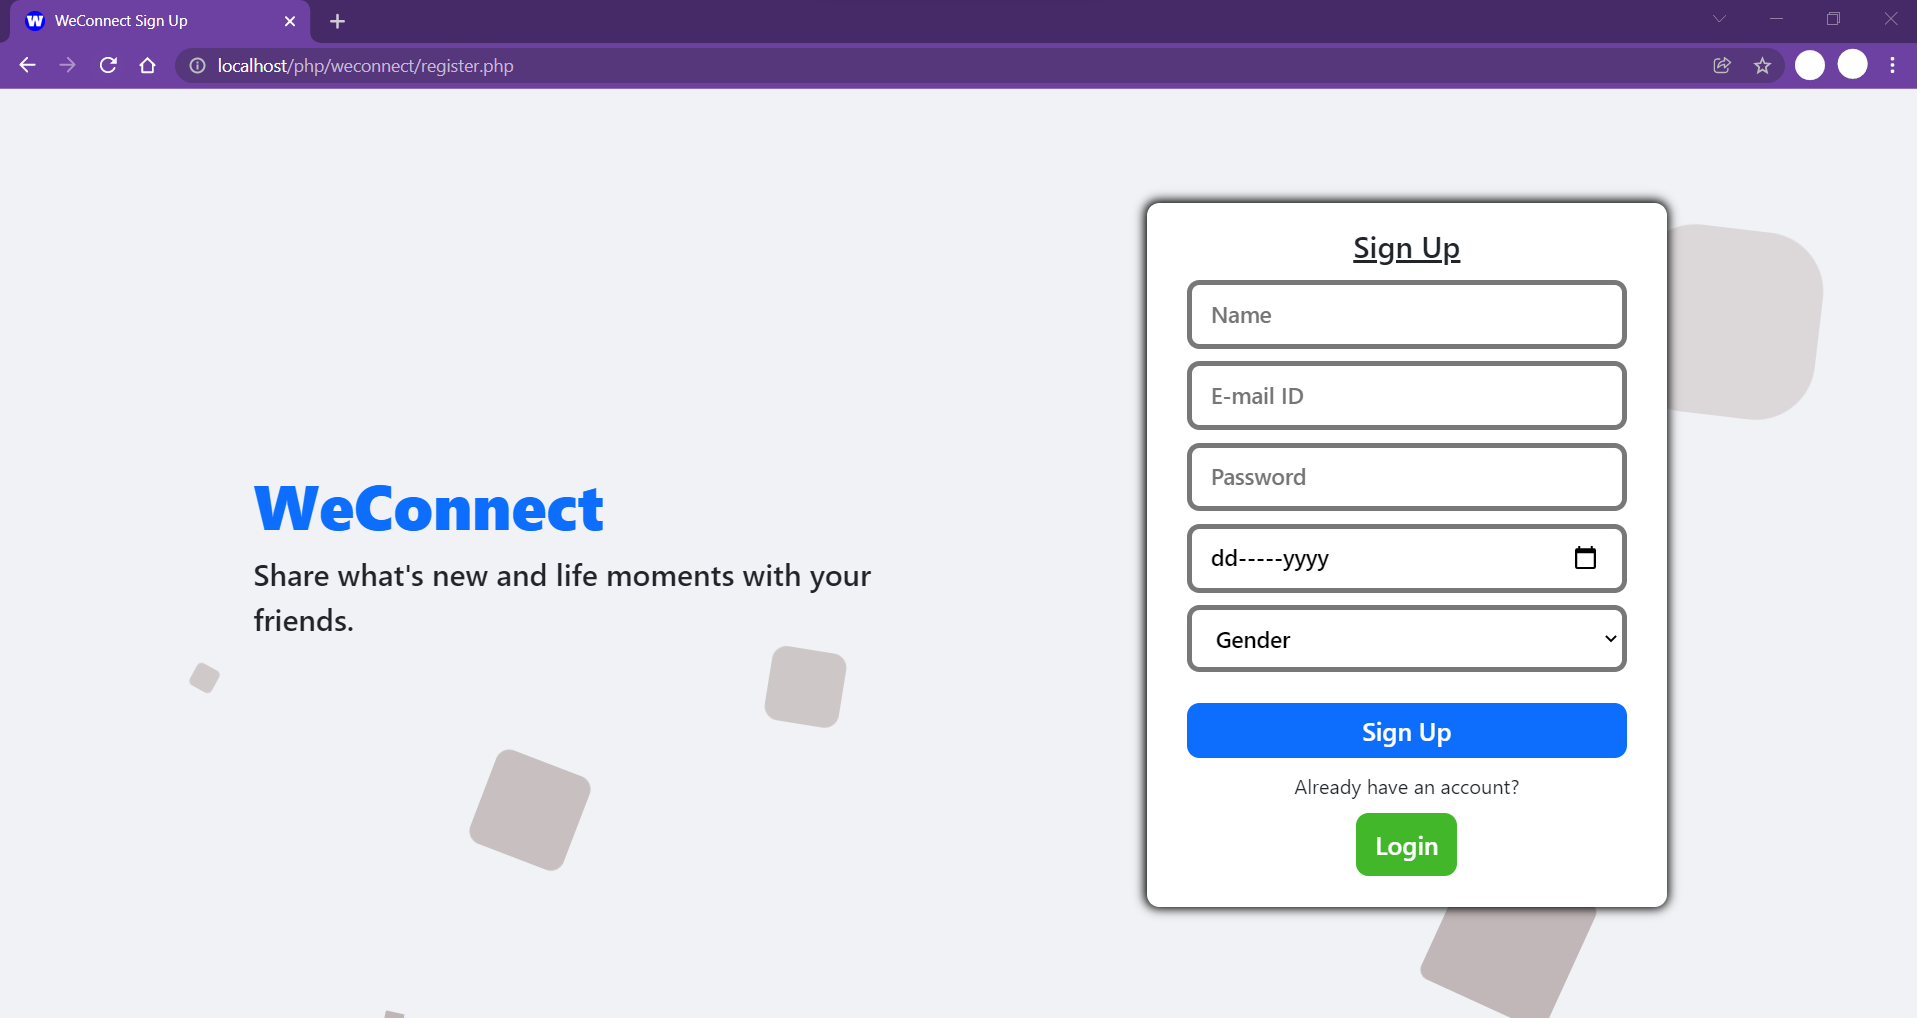 W WeConnect Sign Up
localhost/php/weconnect/register.php
WeConnect
Share what's new and life moments with your
friends.
Sign Up
Name
E-mail ID
Password
dd-----yyyy
Gender
Sign Up
Already have an account?
Login